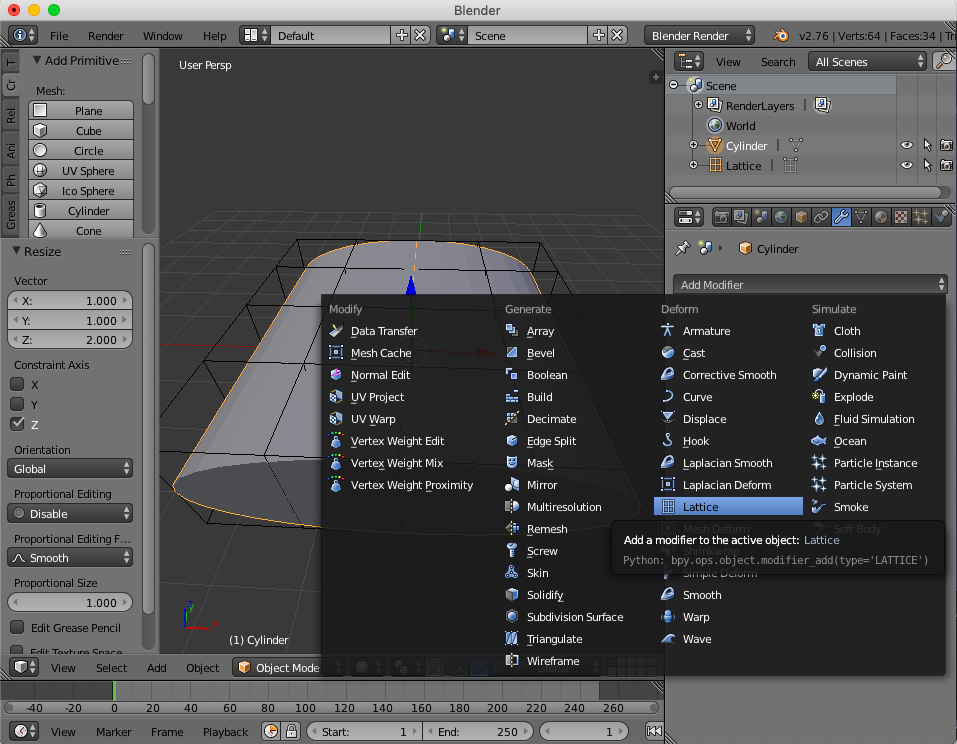 Blender
File Render Window Help Default Scene Blender Render v2.76 | Verts:64 | Faces:34 | Tri
T
Cr
Rel
Ani
Ph
Greas
Add Primitive
Mesh:
Plane
Cube
Circle
UV Sphere
Ico Sphere
Cylinder
Cone
Resize
Vector
X: 1.000
Y: 1.000
Z: 2.000
Constraint Axis
X
Y
Z
Orientation
Global
Proportional Editing
Disable
Proportional Editing F...
Smooth
Proportional Size
1.000
Edit Grease Pencil
Edit Texture Space
User Persp
(1) Cylinder
View Search All Scenes
Scene
RenderLayers
World
Cylinder
Lattice
Cylinder
Add Modifier
Modify
Data Transfer
Mesh Cache
Normal Edit
UV Project
UV Warp
Vertex Weight Edit
Vertex Weight Mix
Vertex Weight Proximity
Generate
Array
Bevel
Boolean
Build
Decimate
Edge Split
Mask
Mirror
Multiresolution
Remesh
Screw
Skin
Solidify
Subdivision Surface
Triangulate
Wireframe
Deform
Armature
Cast
Corrective Smooth
Curve
Displace
Hook
Laplacian Smooth
Laplacian Deform
Lattice
Mesh Deform
Shrinkwrap
Simple Deform
Smooth
Warp
Wave
Simulate
Cloth
Collision
Dynamic Paint
Explode
Fluid Simulation
Ocean
Particle Instance
Particle System
Smoke
Soft Body
Add a modifier to the active object: Lattice
Python: bpy.ops.object.modifier_add(type='LATTICE')
View Select Add Object Object Mode
-40 -20 0 20 40 60 80 100 120 140 160 180 200 220 240 260
View Marker Frame Playback Start: 1 End: 250 1